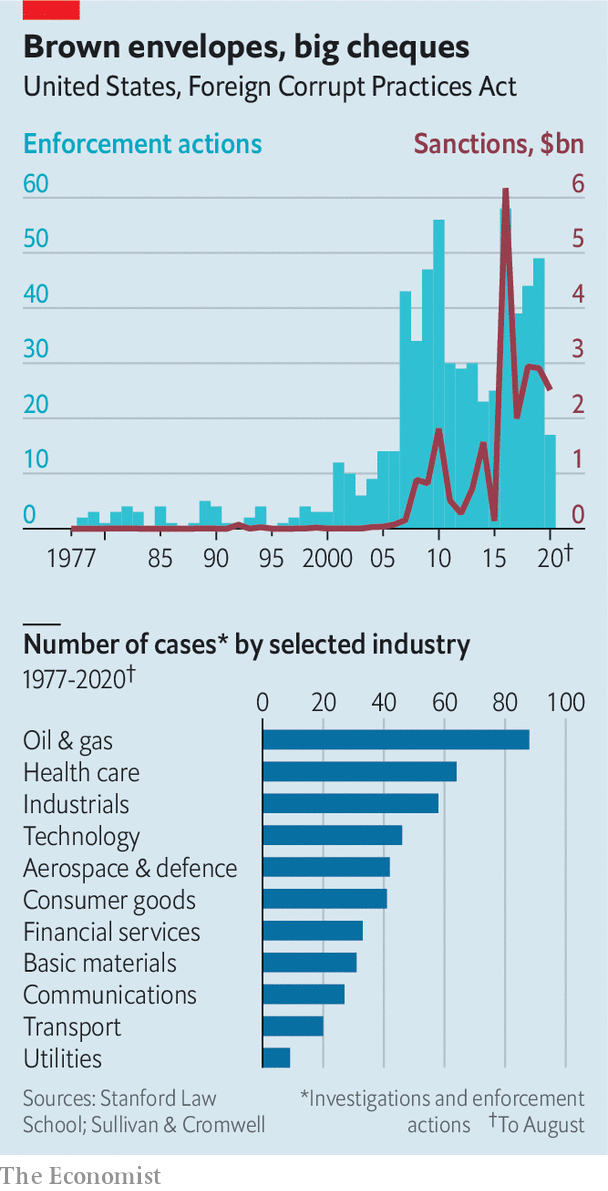 Brown envelopes, big cheques
United States, Foreign Corrupt Practices Act
Enforcement actions Sanctions, $bn
60 6
50 5
40 4
30 3
20 2
10 1
0 0
1977 85 90 95 2000 05 10 15 20†
Number of cases* by selected industry
1977-2020†
0 20 40 60 80 100
Oil & gas
Health care
Industrials
Technology
Aerospace & defence
Consumer goods
Financial services
Basic materials
Communications
Transport
Utilities
Sources: Stanford Law
School; Sullivan & Cromwell
*Investigations and enforcement
actions †To August
The Economist